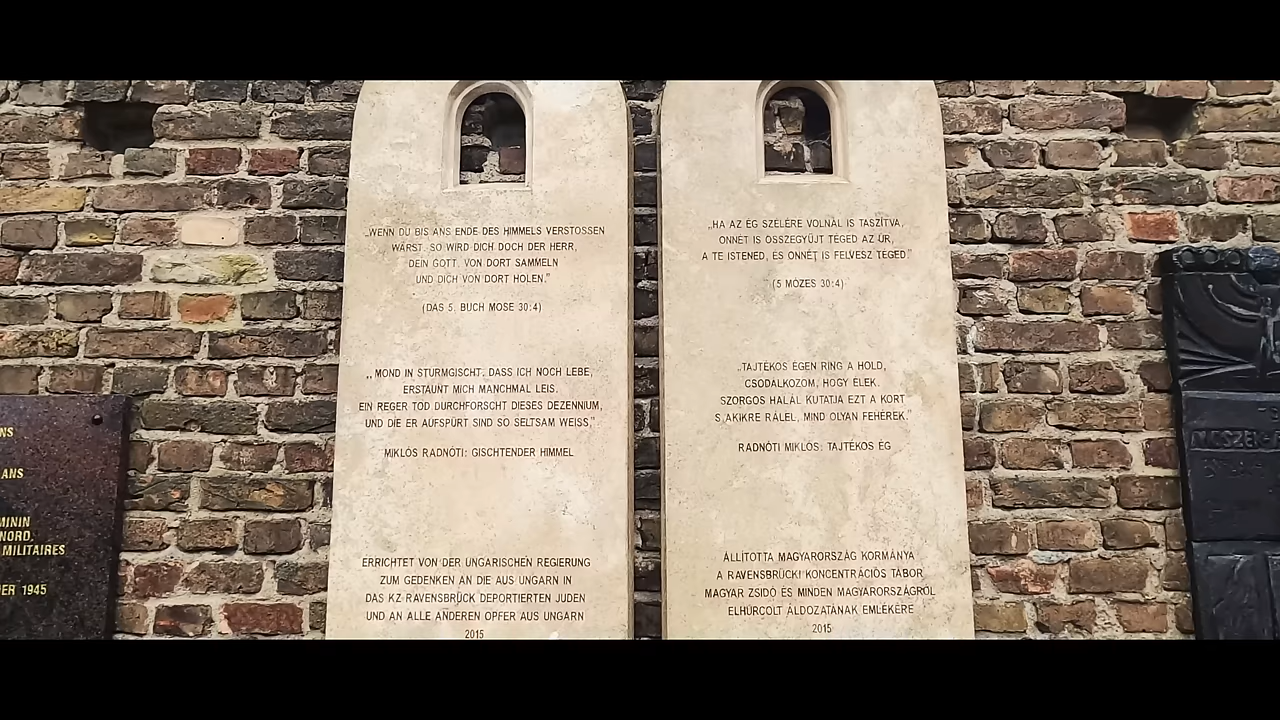 NS
ANS
MININ
NORD.
MILITAIRES
1945
„WENN DU BIS ANS ENDE DES HIMMELS VERSTOSSEN
WÄRST, SO WIRD DICH DOCH DER HERR,
DEIN GOTT, VON DORT SAMMELN
UND DICH VON DORT HOLEN."
(DAS 5. BUCH MOSE 30:4)
„MOND IN STURMGISCHT. DASS ICH NOCH LEBE,
ERSTAUNT MICH MANCHMAL LEIS.
EIN REGER TOD DURCHFORSCHT DIESES DEZENNIUM,
UND DIE ER AUFSPÜRT SIND SO SELTSAM WEISS."
MIKLÓS RADNÓTI: GISCHTENDER HIMMEL
ERRICHTET VON DER UNGARISCHEN REGIERUNG
ZUM GEDENKEN AN DIE AUS UNGARN IN
DAS KZ RAVENSBRÜCK DEPORTIERTEN JUDEN
UND AN ALLE ANDEREN OPFER AUS UNGARN
2015
„HA AZ ÉG SZÉLÉRE VOLNÁL IS TASZÍTVA,
ONNÉT IS ÖSSZEGYŰJT TÉGED AZ ÚR,
A TE ISTENED, ÉS ONNÉT IS FELVESZ TÉGED."
(5 MÓZES 30:4)
„TAJTÉKOS ÉGEN RING A HOLD,
CSODÁLKOZOM, HOGY ÉLEK.
SZORGOS HALÁL KUTATJA EZT A KORT
S AKIKRE RÁLEL, MIND OLYAN FEHÉREK."
RADNÓTI MIKLÓS: TAJTÉKOS ÉG
ÁLLÍTOTTA MAGYARORSZÁG KORMÁNYA
A RAVENSBRÜCKI KONCENTRÁCIÓS TÁBOR
MAGYAR ZSIDÓ ÉS MINDEN MAGYARORSZÁGRÓL
ELHURCOLT ÁLDOZATÁNAK EMLÉKÉRE
2015